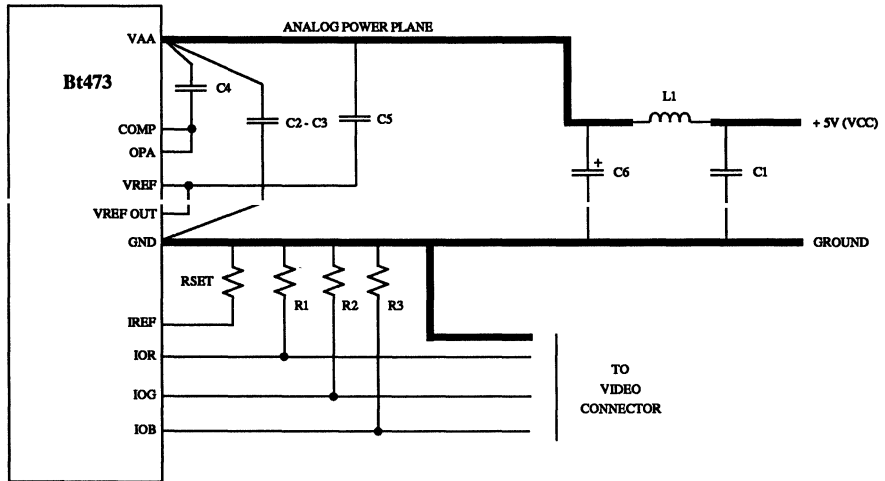 ANALOG POWER PLANE
VAA
Bt473
C4
L1
COMP
C2 - C3
C5
+ 5V (VCC)
OPA
+
C6
C1
VREF
VREF OUT
GND
GROUND
RSET
R1
R2
R3
IREF
IOR
TO
VIDEO
CONNECTOR
IOG
IOB